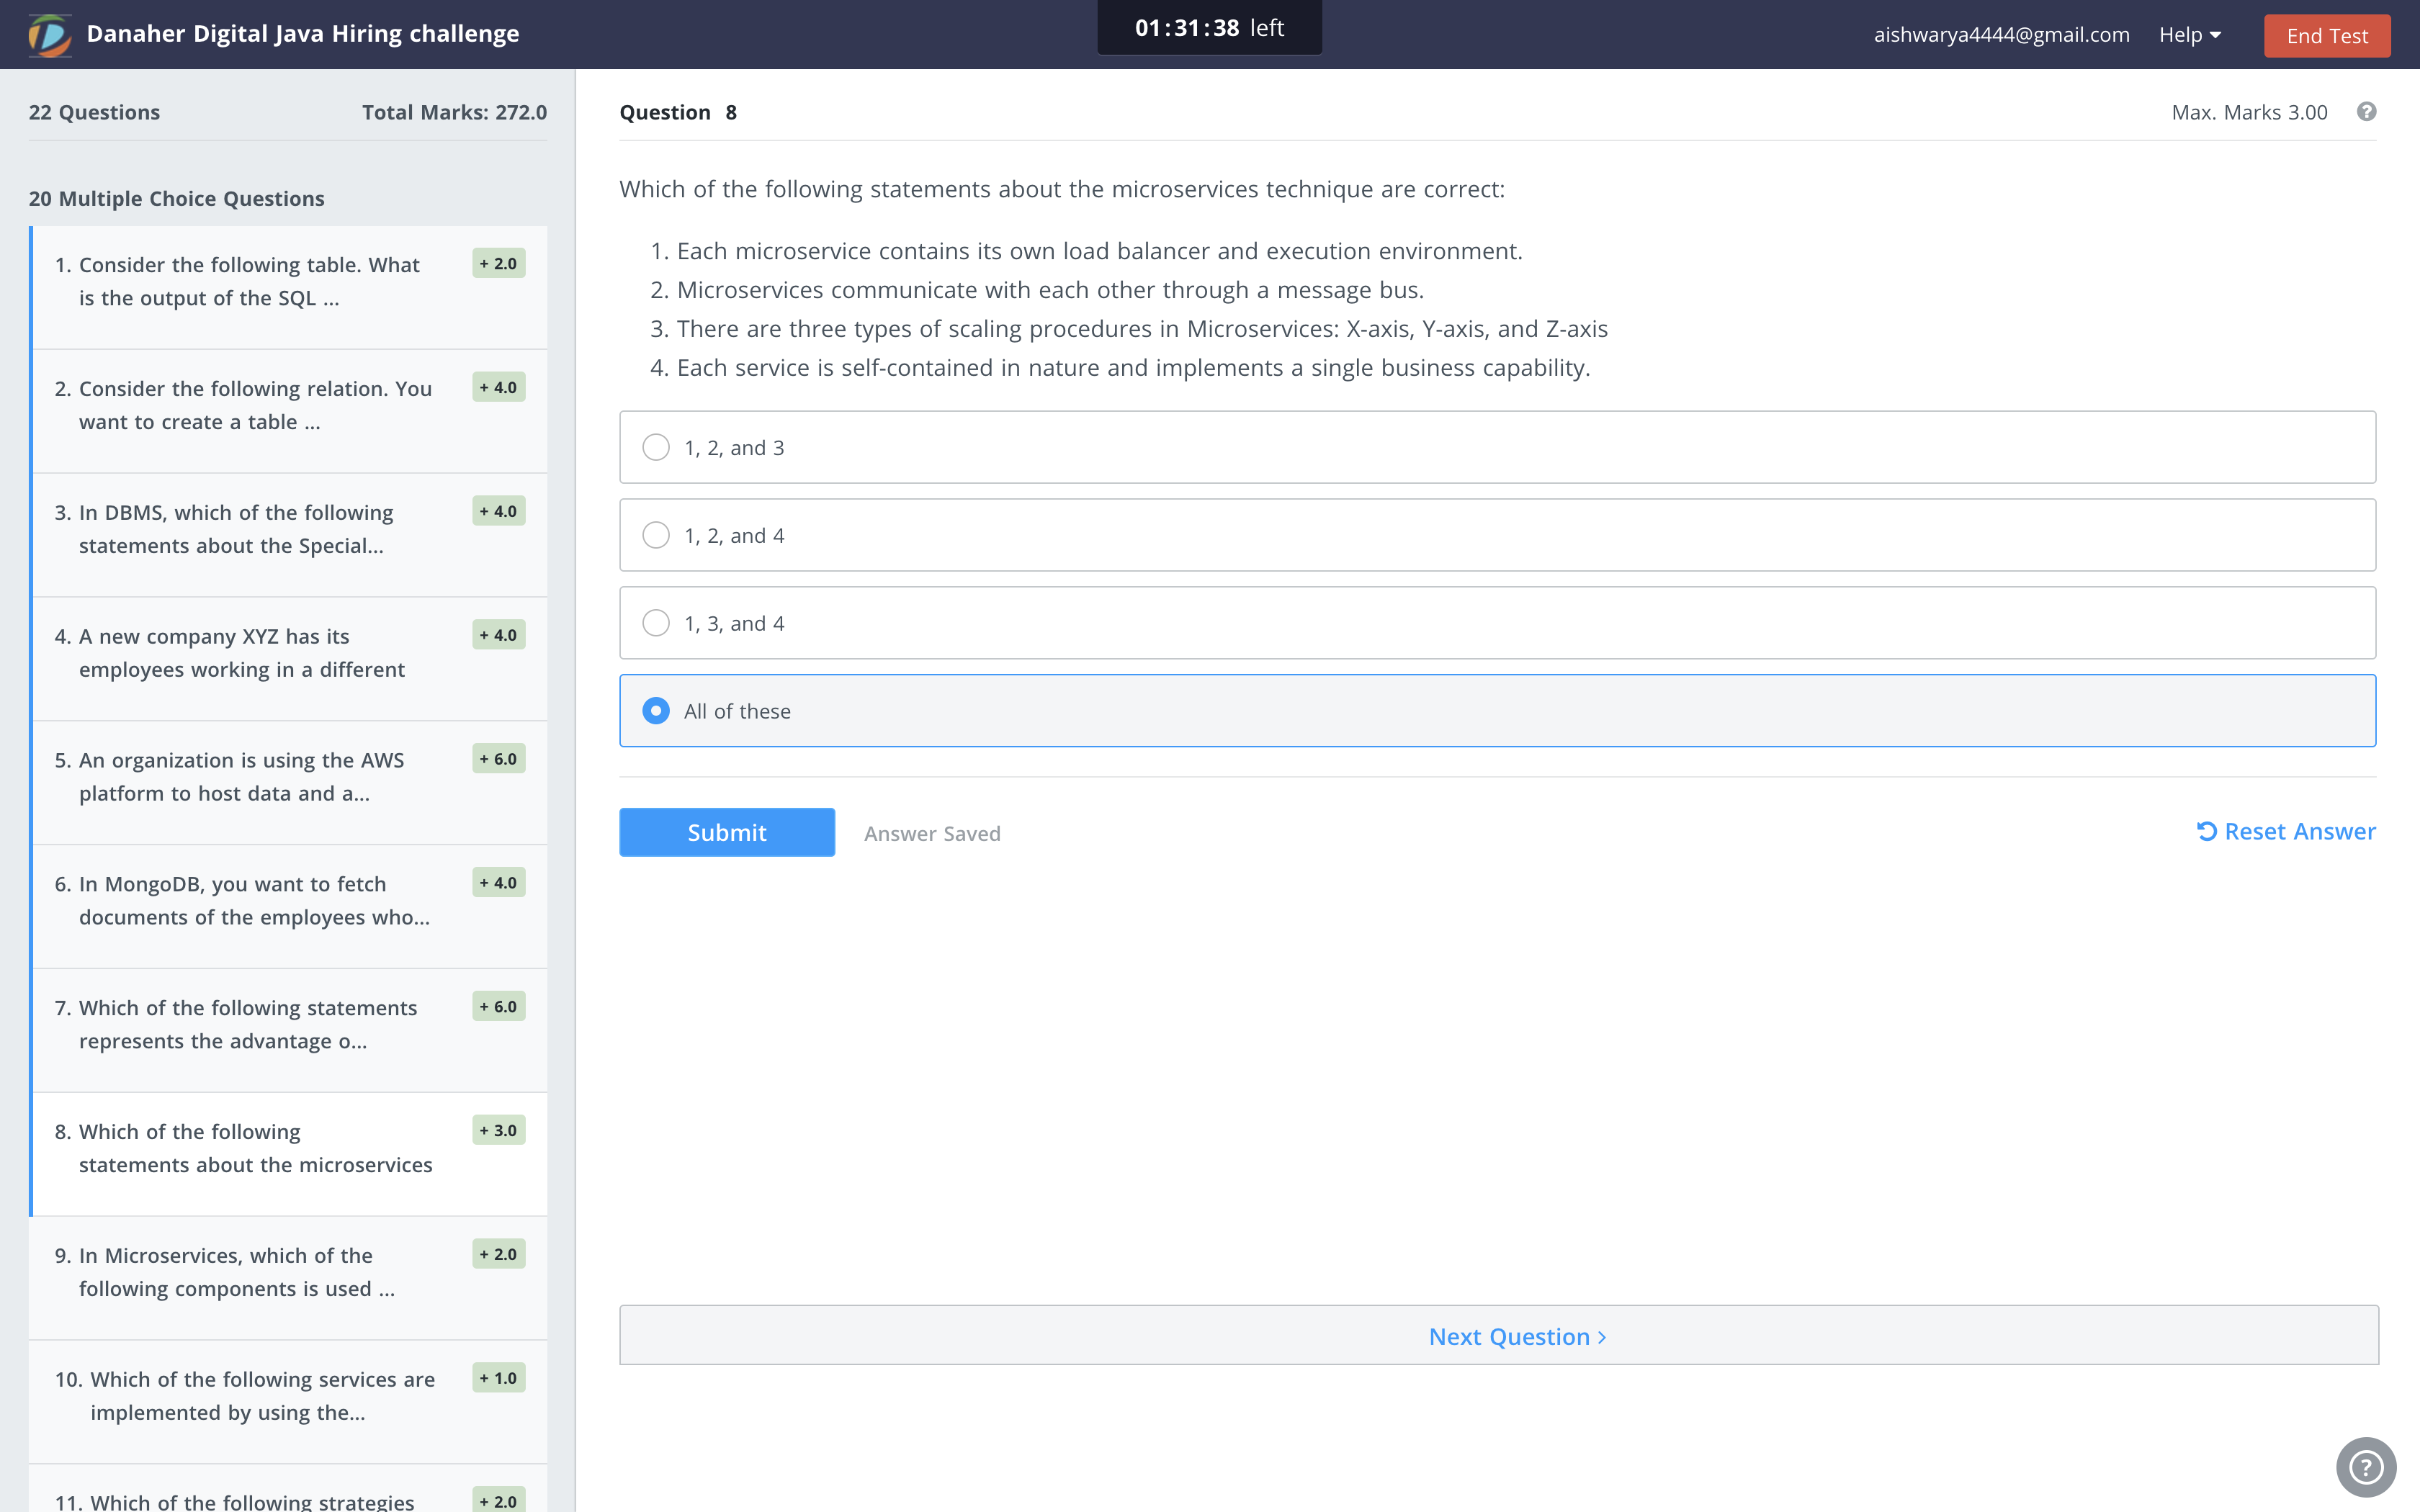 Danaher Digital Java Hiring challenge
01:31:38 left
aishwarya4444@gmail.com
Help
End Test
22 Questions
Total Marks: 272.0
20 Multiple Choice Questions
1. Consider the following table. What
is the output of the SQL ...
+ 2.0
2. Consider the following relation. You
want to create a table ...
+ 4.0
3. In DBMS, which of the following
statements about the Special...
+ 4.0
4. A new company XYZ has its
employees working in a different
+ 4.0
5. An organization is using the AWS
platform to host data and a...
+ 6.0
6. In MongoDB, you want to fetch
documents of the employees who...
+ 4.0
7. Which of the following statements
represents the advantage o...
+ 6.0
8. Which of the following
statements about the microservices
+ 3.0
9. In Microservices, which of the
following components is used ...
+ 2.0
10. Which of the following services are
implemented by using the...
+ 1.0
11. Which of the following strategies
+ 2.0
Question 8
Max. Marks 3.00
?
Which of the following statements about the microservices technique are correct:
1. Each microservice contains its own load balancer and execution environment.
2. Microservices communicate with each other through a message bus.
3. There are three types of scaling procedures in Microservices: X-axis, Y-axis, and Z-axis
4. Each service is self-contained in nature and implements a single business capability.
1, 2, and 3
1, 2, and 4
1, 3, and 4
All of these
Submit
Answer Saved
Reset Answer
Next Question >
?